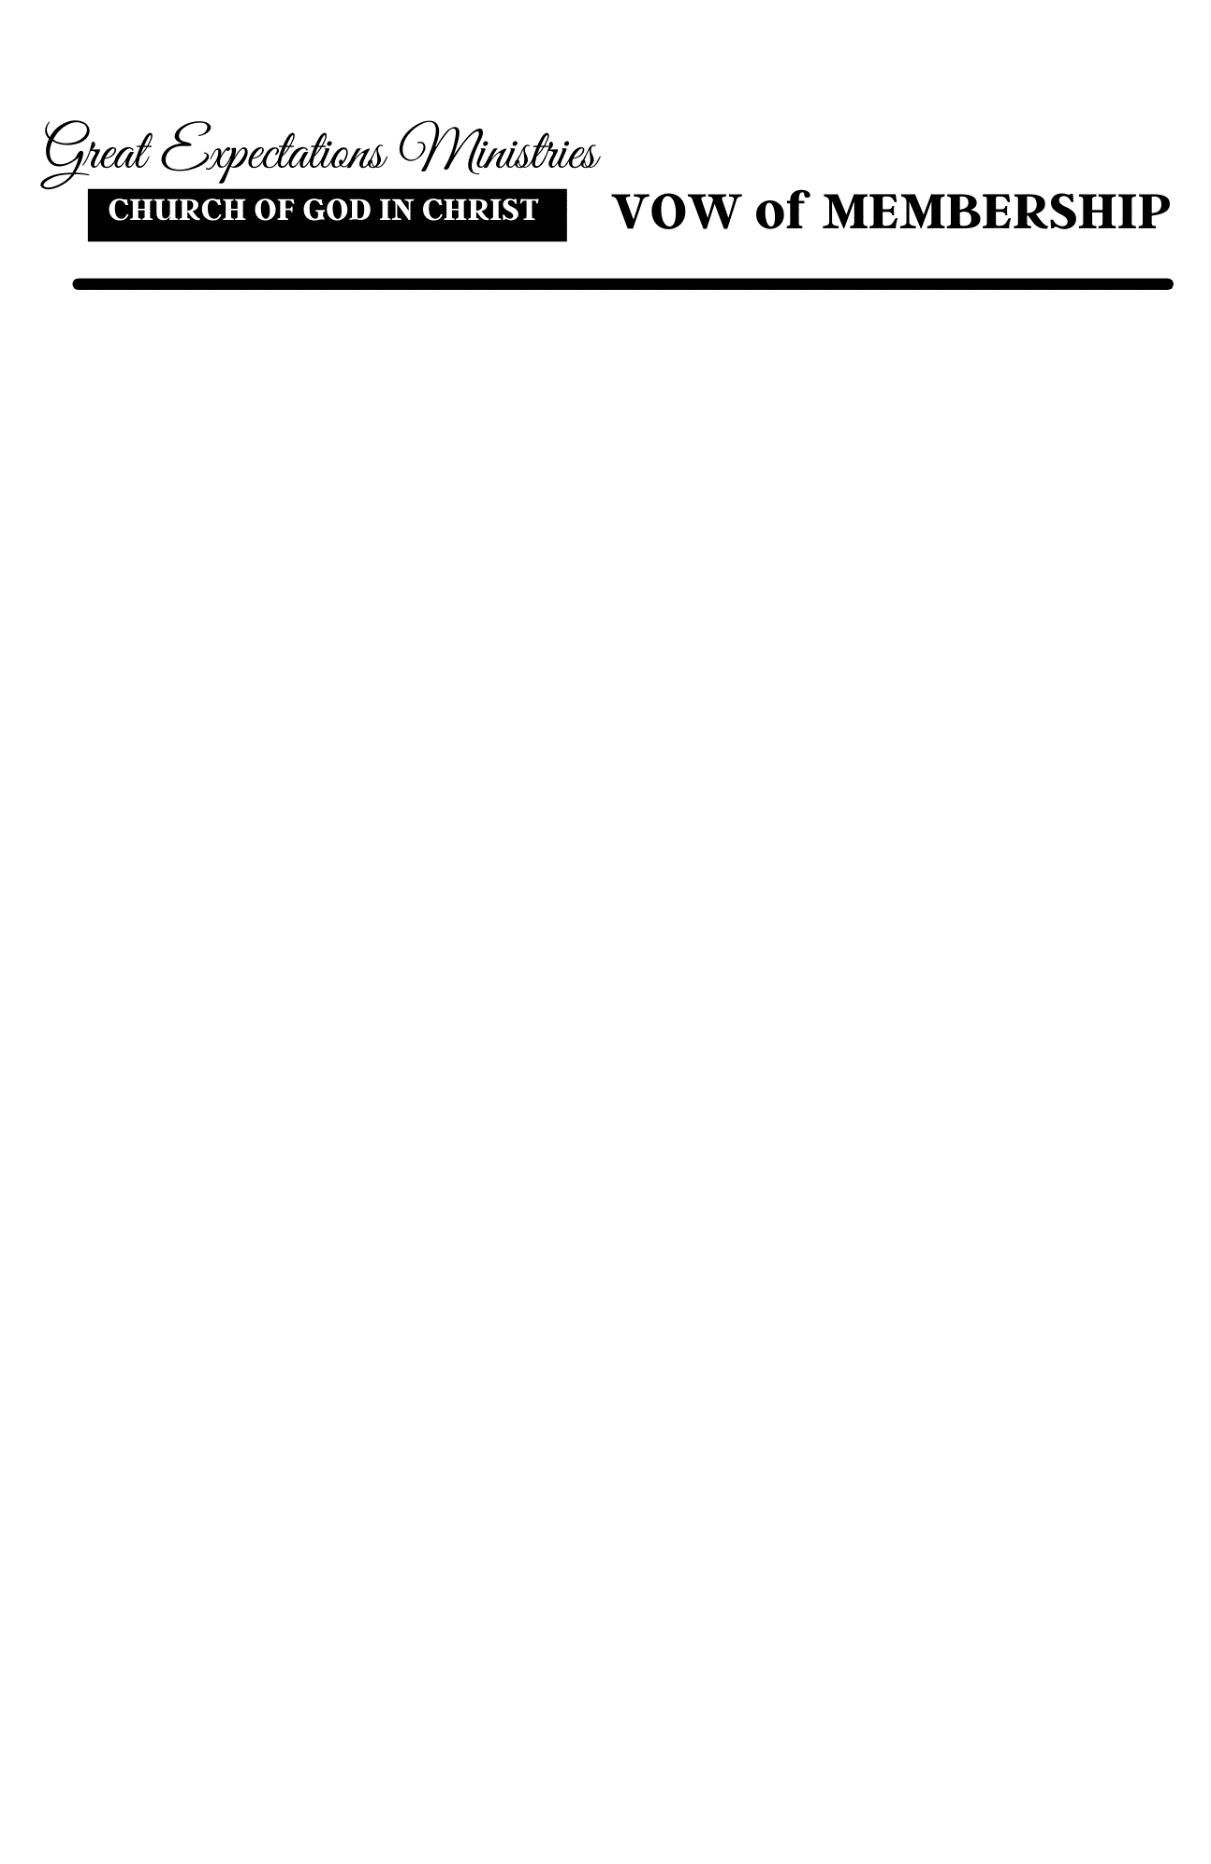 Great Expectations Ministries
CHURCH OF GOD IN CHRIST
VOW of MEMBERSHIP